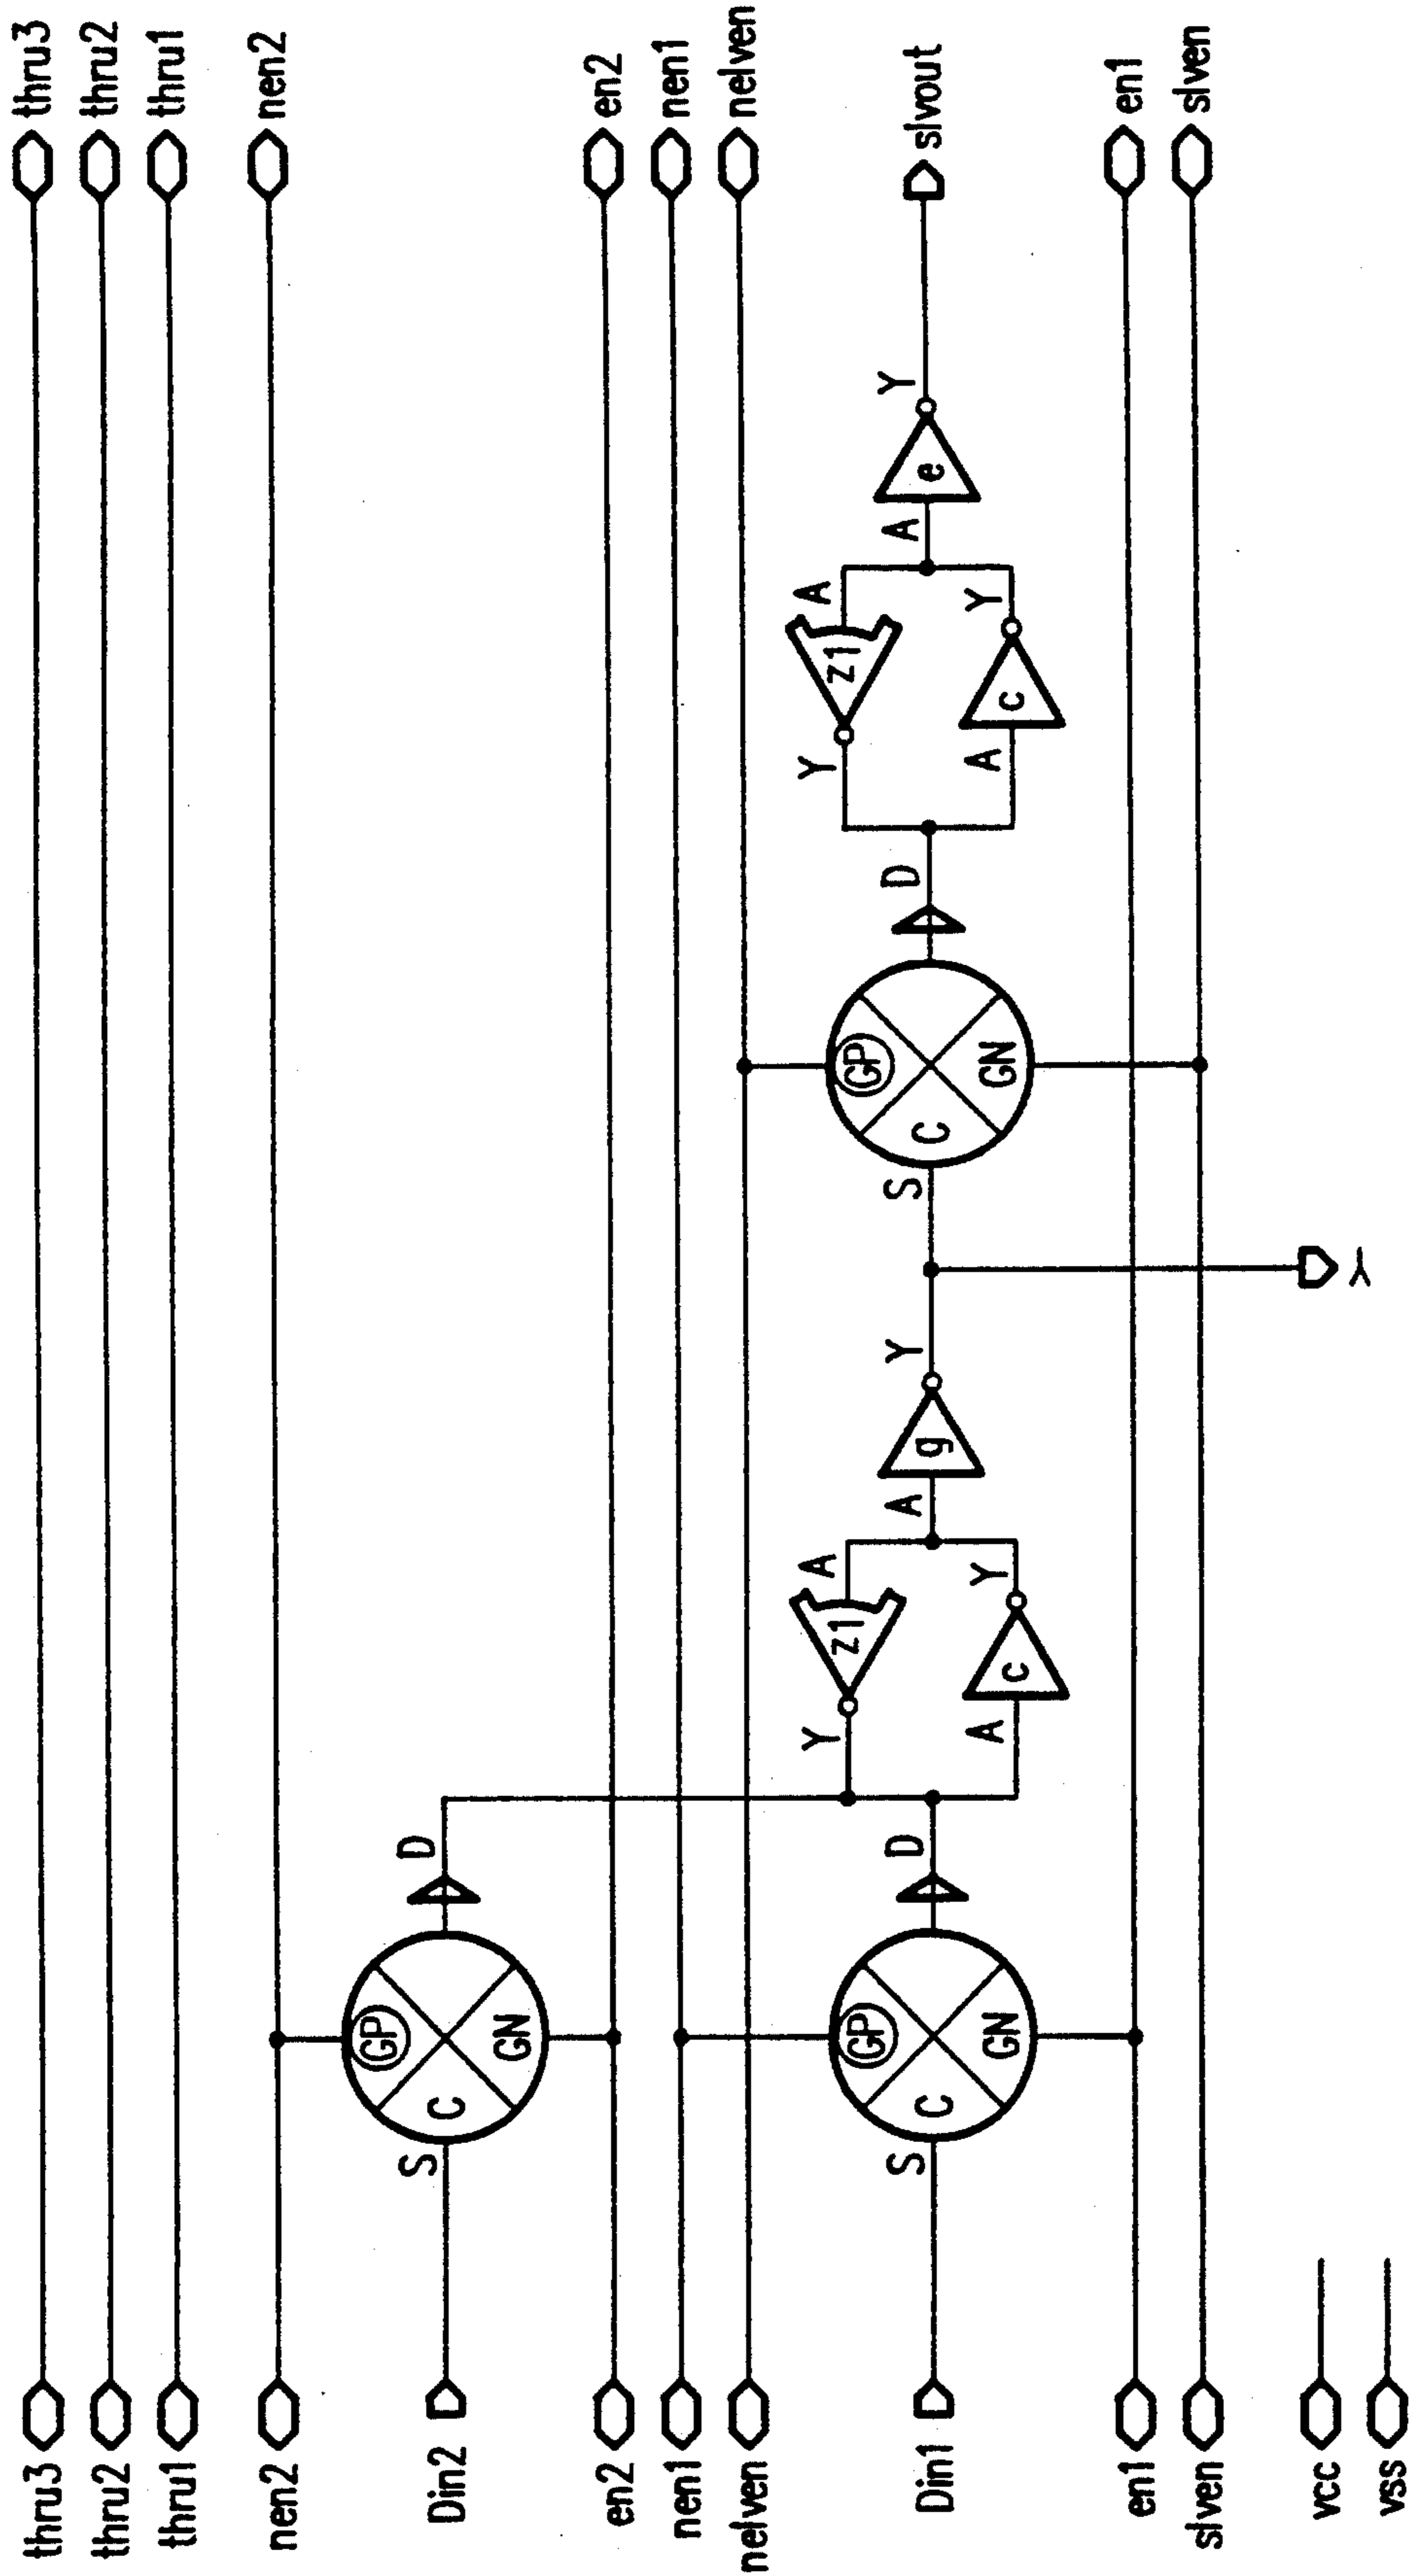 thru3 thru3
thru2 thru2
thru1 thru1
nen2 nen2
GP
C GN
S D
Din2
en2 en2
nen1 nen1
nelven nelven
Y z1 A
Y z1 A
GP
C GN
S D
Din1
A g Y
GP
C GN
S D
A e Y
slvout
A c Y
A c Y
en1 en1
slven slven
vcc
Y
vss